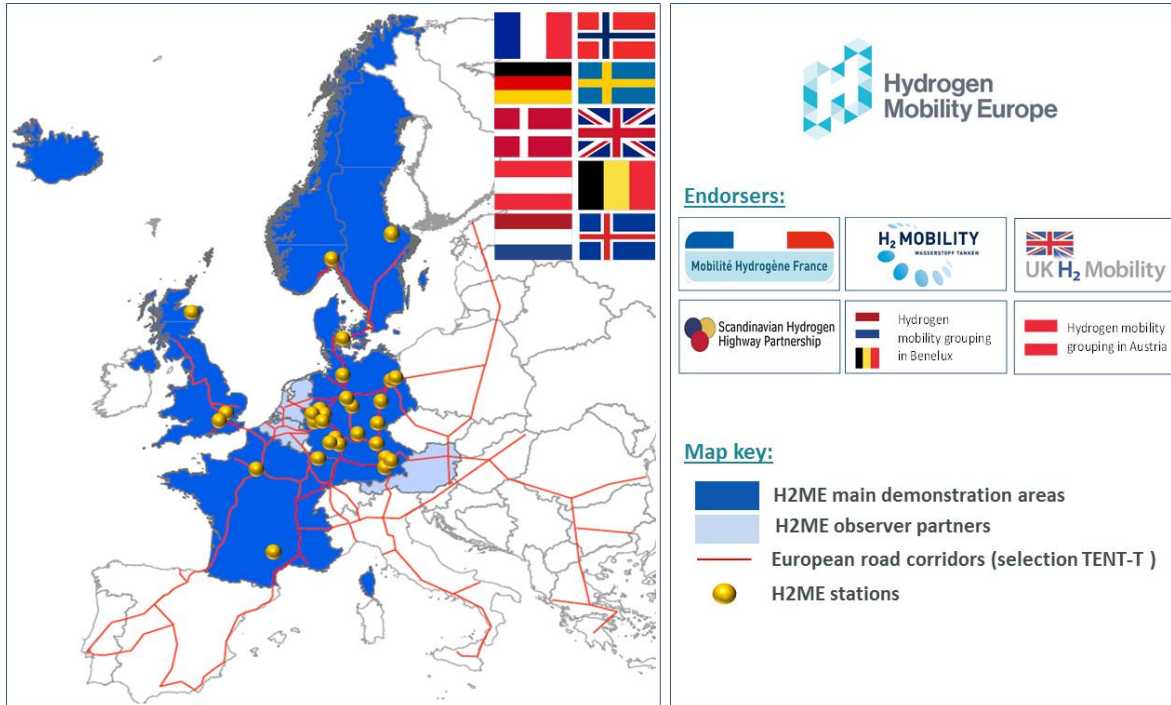 Hydrogen
Mobility Europe
Endorsers:
Mobilité Hydrogène France
H2 MOBILITY
WASSERSTOFF TANKEN
UK H2 Mobility
Scandinavian Hydrogen
Highway Partnership
Hydrogen
mobility grouping
in Benelux
Hydrogen mobility
grouping in Austria
Map key:
H2ME main demonstration areas
H2ME observer partners
European road corridors (selection TENT-T )
H2ME stations